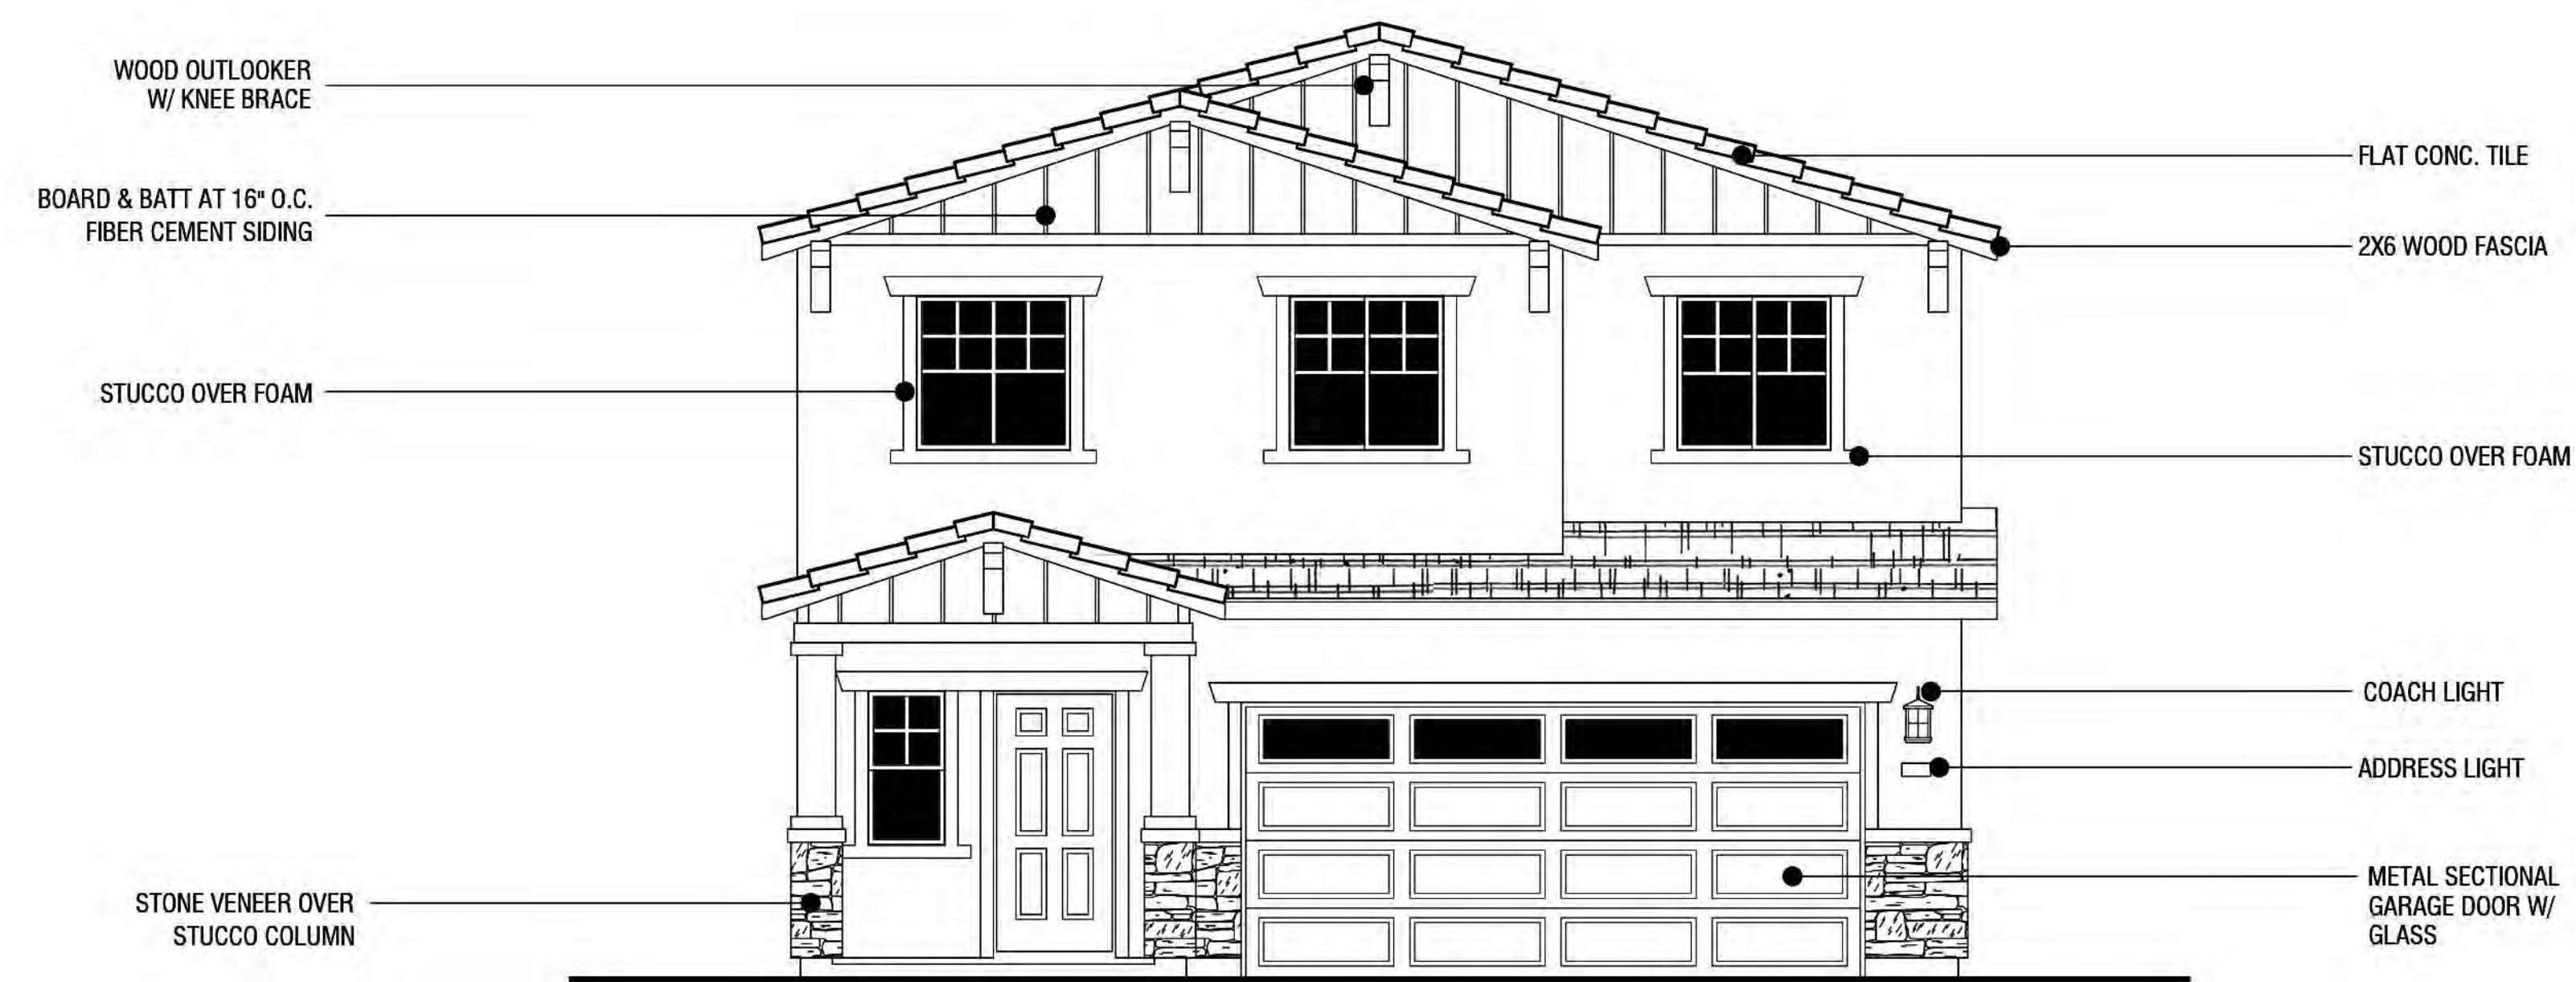 WOOD OUTLOOKER
W/ KNEE BRACE
BOARD & BATT AT 16" O.C.
FIBER CEMENT SIDING
STUCCO OVER FOAM
STONE VENEER OVER
STUCCO COLUMN
FLAT CONC. TILE
2X6 WOOD FASCIA
STUCCO OVER FOAM
COACH LIGHT
ADDRESS LIGHT
METAL SECTIONAL
GARAGE DOOR W/
GLASS